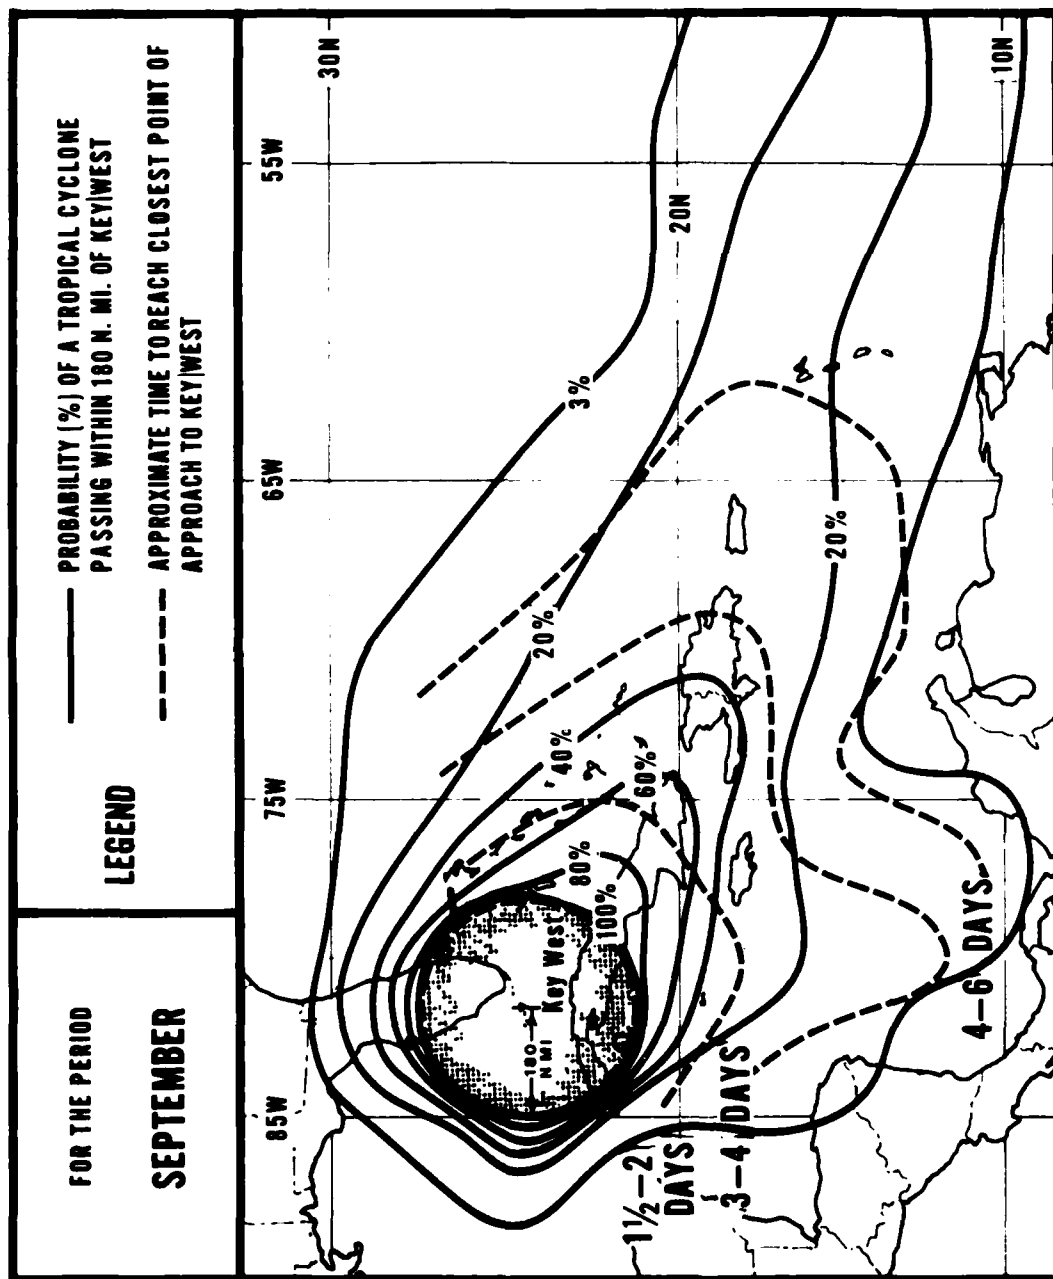 FOR THE PERIOD
SEPTEMBER
LEGEND
PROBABILITY (%) OF A TROPICAL CYCLONE
PASSING WITHIN 180 N. MI. OF KEY WEST
APPROXIMATE TIME TO REACH CLOSEST POINT OF
APPROACH TO KEY WEST
85W
75W
65W
55W
30N
20N
10N
3%
20%
20%
40%
60%
80%
100%
Key West
180
NMI
1½-2
DAYS
3-4 DAYS
4-6 DAYS